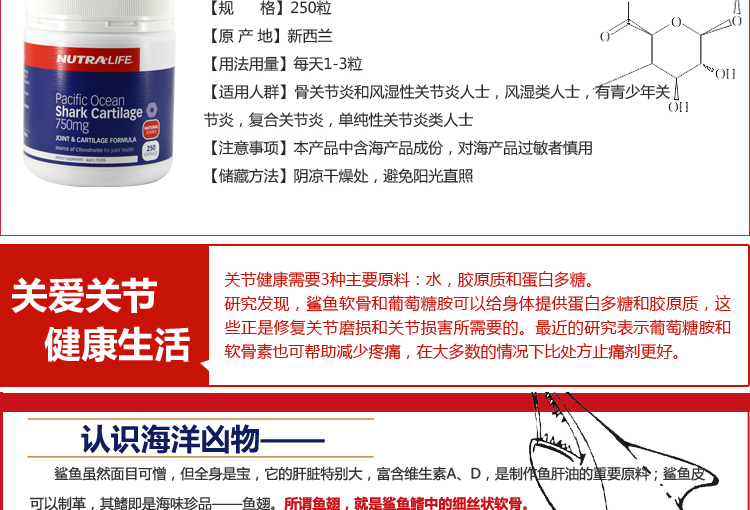 【规 格】250粒
【原 产 地】新西兰
【用法用量】每天1-3粒
【适用人群】骨关节炎和风湿性关节炎人士，风湿类人士，有青少年关
节炎，复合关节炎，单纯性关节炎类人士
【注意事项】本产品中含海产品成份，对海产品过敏者慎用
【储藏方法】阴凉干燥处，避免阳光直照
NUTRA-LIFE
Pacific Ocean
Shark Cartilage
750mg
JOINT & CARTILAGE FORMULA
Source of Chondroitin for joint health
250
O
O
O
OH
OH
关爱关节
健康生活
关节健康需要3种主要原料：水，胶原质和蛋白多糖。
研究发现，鲨鱼软骨和葡萄糖胺可以给身体提供蛋白多糖和胶原质，这
些正是修复关节磨损和关节损害所需要的。最近的研究表示葡萄糖胺和
软骨素也可帮助减少疼痛，在大多数的情况下比处方止痛剂更好。
认识海洋凶物——
鲨鱼虽然面目可憎，但全身是宝，它的肝脏特别大，富含维生素A、D，是制作鱼肝油的重要原料；鲨鱼皮
可以制革，其鳍即是海味珍品——鱼翅。所谓鱼翅，就是鲨鱼鳍中的细丝状软骨。